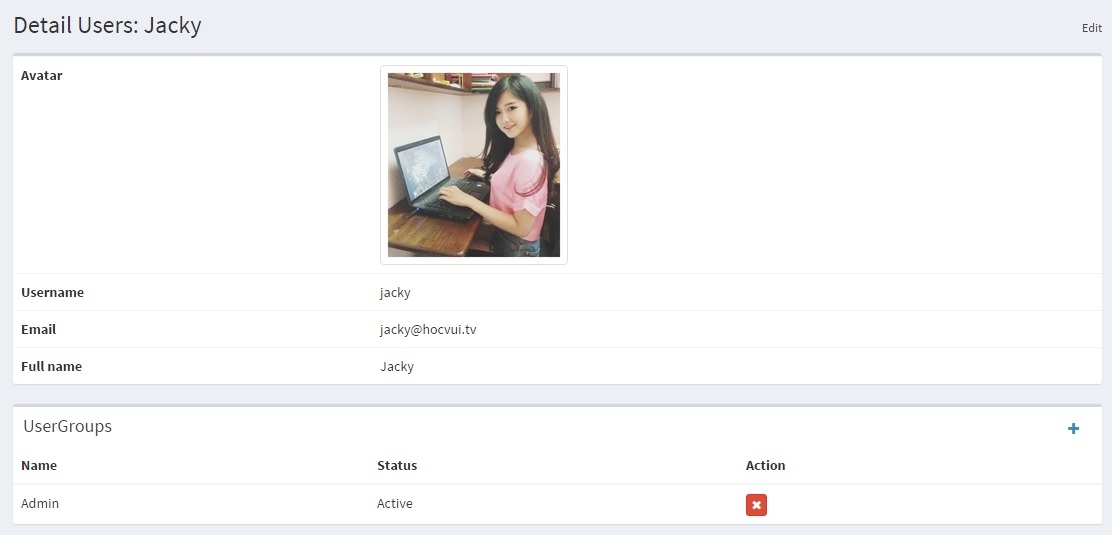 Detail Users: Jacky
Edit
Avatar
Username jacky
Email jacky@hocvui.tv
Full name Jacky
UserGroups
Name Status Action
Admin Active